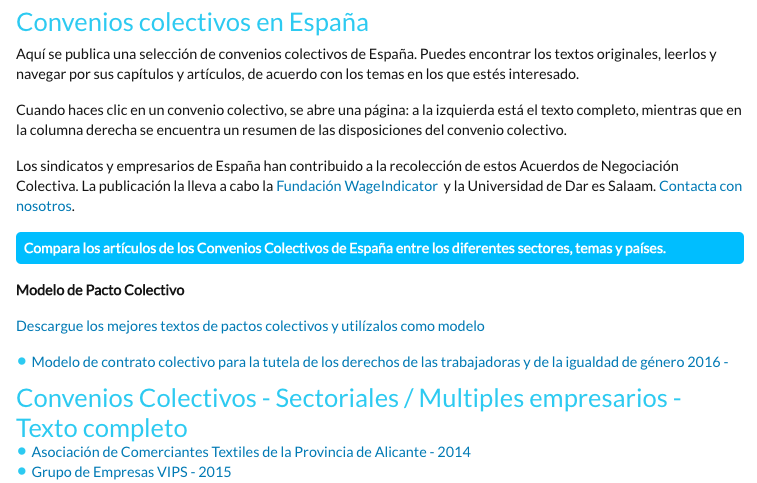 Convenios colectivos en España
Aquí se publica una selección de convenios colectivos de España. Puedes encontrar los textos originales, leerlos y
navegar por sus capítulos y artículos, de acuerdo con los temas en los que estés interesado.
Cuando haces clic en un convenio colectivo, se abre una página: a la izquierda está el texto completo, mientras que en
la columna derecha se encuentra un resumen de las disposiciones del convenio colectivo.
Los sindicatos y empresarios de España han contribuido a la recolección de estos Acuerdos de Negociación
Colectiva. La publicación la lleva a cabo la Fundación WageIndicator y la Universidad de Dar es Salaam. Contacta con
nosotros.
Compara los artículos de los Convenios Colectivos de España entre los diferentes sectores, temas y países.
Modelo de Pacto Colectivo
Descargue los mejores textos de pactos colectivos y utilízalos como modelo
Modelo de contrato colectivo para la tutela de los derechos de las trabajadoras y de la igualdad de género 2016 -
Convenios Colectivos - Sectoriales / Multiples empresarios -
Texto completo
Asociación de Comerciantes Textiles de la Provincia de Alicante - 2014
Grupo de Empresas VIPS - 2015